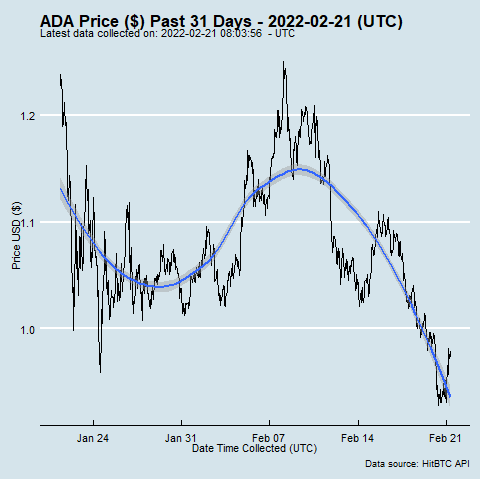 ADA Price ($) Past 31 Days - 2022-02-21 (UTC)
Latest data collected on: 2022-02-21 08:03:56 - UTC
1.2
1.1
1.0
Price USD ($)
Jan 24
Jan 31
Feb 07
Feb 14
Feb 21
Date Time Collected (UTC)
Data source: HitBTC API